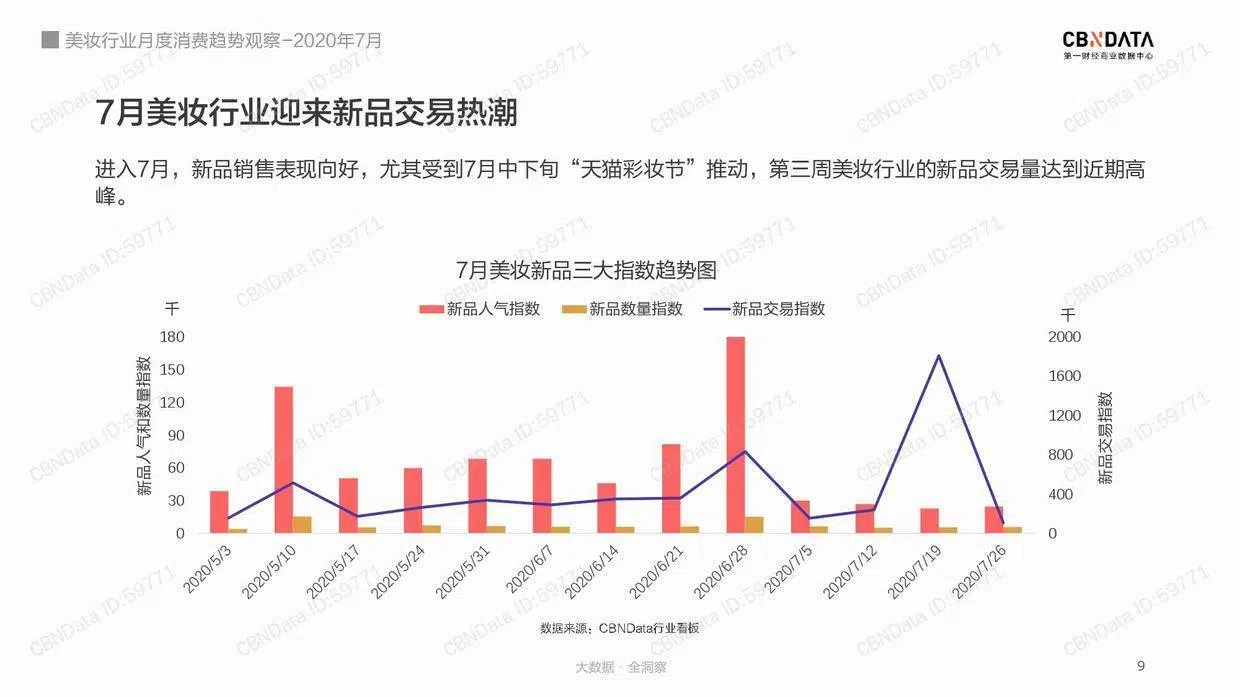 美妆行业月度消费趋势观察-2020年7月
CBNDATA
第一财经商业数据中心
7月美妆行业迎来新品交易热潮
进入7月，新品销售表现向好，尤其受到7月中下旬“天猫彩妆节”推动，第三周美妆行业的新品交易量达到近期高
峰。
7月美妆新品三大指数趋势图
千
新品人气指数 新品数量指数 新品交易指数
千
新品人气和数量指数
180
150
120
90
60
30
0
2000
1600
1200
800
400
0
新品交易指数
2020/5/3
2020/5/10
2020/5/17
2020/5/24
2020/5/31
2020/6/7
2020/6/14
2020/6/21
2020/6/28
2020/7/5
2020/7/12
2020/7/19
2020/7/26
数据来源：CBNData行业看板
大数据 · 全洞察
9
CBNData ID:59771